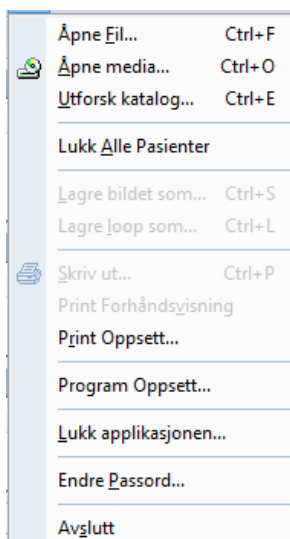 Åpne Fil... Ctrl+F
Åpne media... Ctrl+O
Utforsk katalog... Ctrl+E
Lukk Alle Pasienter
Lagre bildet som... Ctrl+S
Lagre loop som... Ctrl+L
Skriv ut... Ctrl+P
Print Forhåndsvisning
Print Oppsett...
Program Oppsett...
Lukk applikasjonen...
Endre Passord...
Avslutt